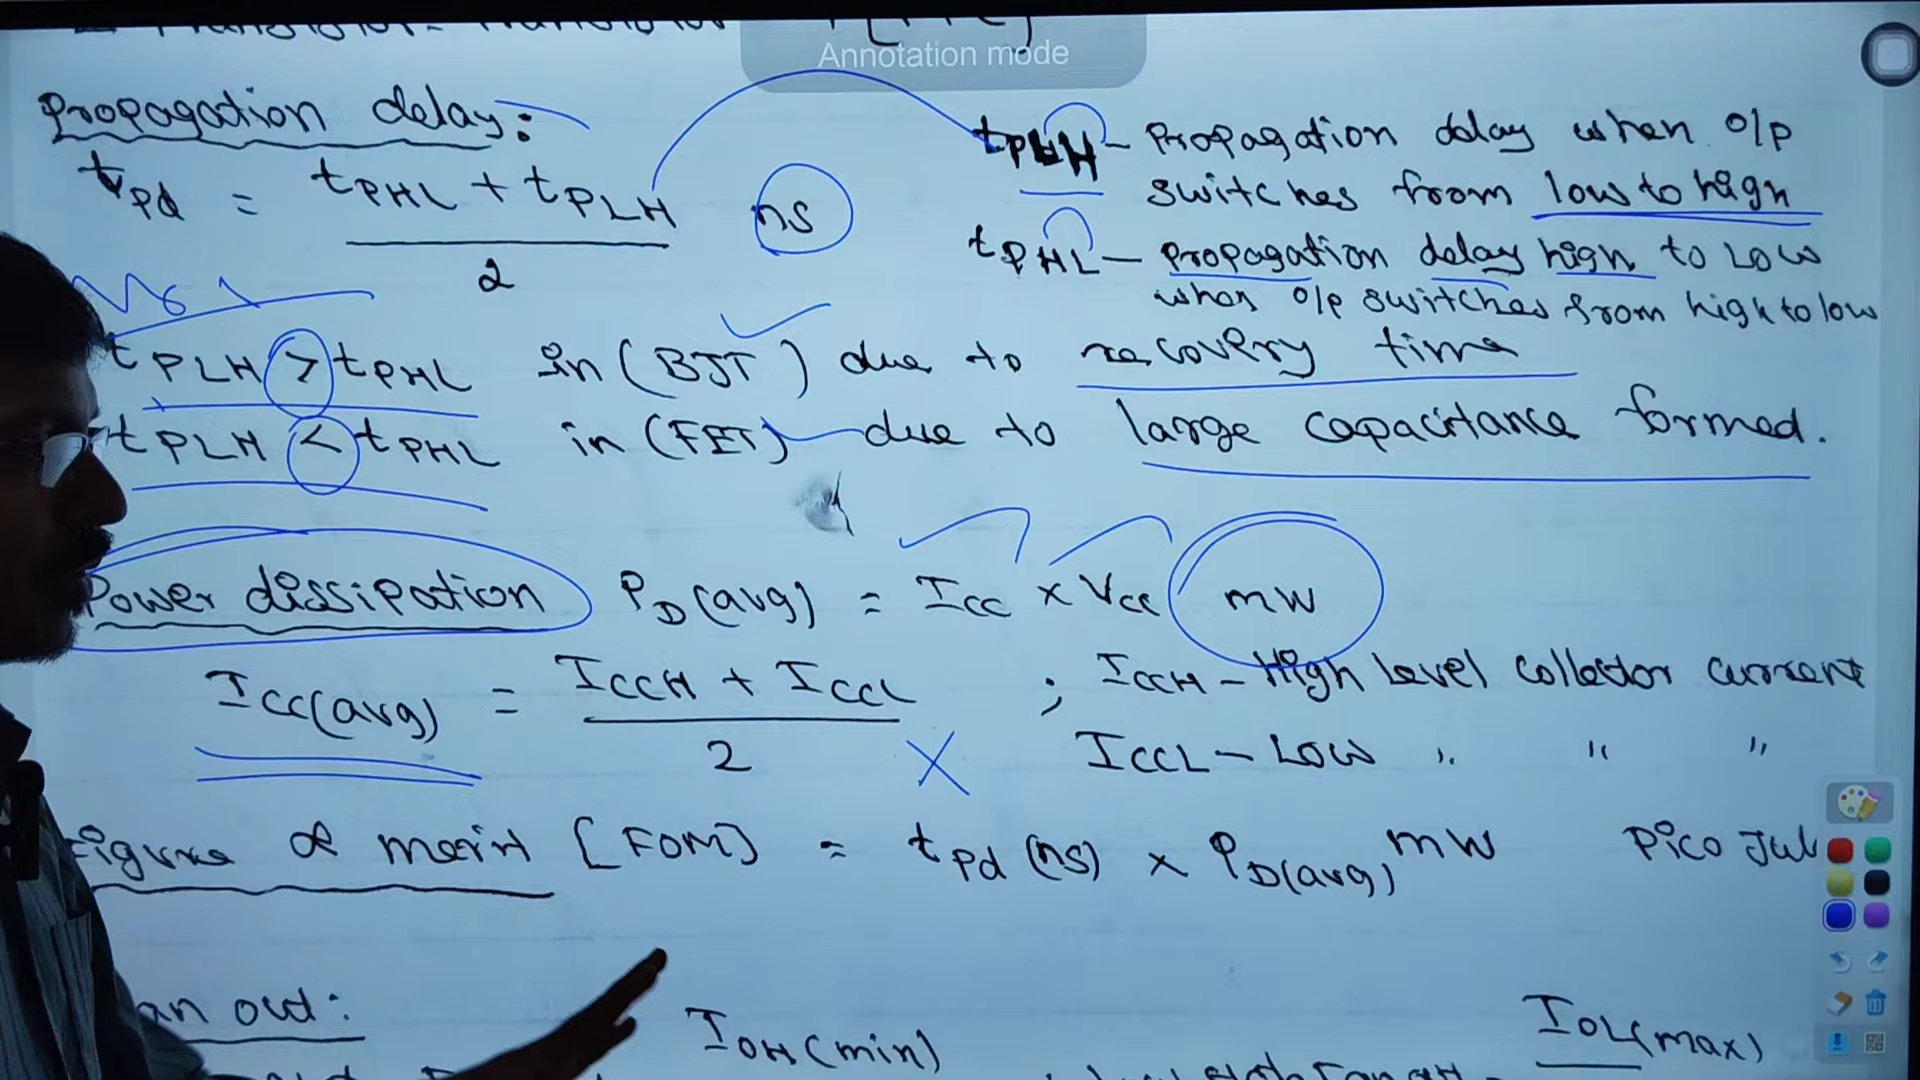 Annotation mode
Propagation delay:
tpd = tPHL + tPLH / 2 ns
tPLH - Propagation delay when o/p
switches from low to high
tPHL - propagation delay high to LOW
when o/p switches from high to low
tPLH > tPHL in (BJT) due to recovery time
tPLH < tPHL in (FET) due to large capacitance formed.
Power dissipation PD(avg) = Icc x Vcc mW
Icc(avg) = ICCH + ICCL / 2 ; ICCH - High level collector current
ICCL - Low " " "
Figure of merit [FOM] = tpd (ns) x PD(avg) mW Pico Jul
an out:
IOH(min) IOL(max)